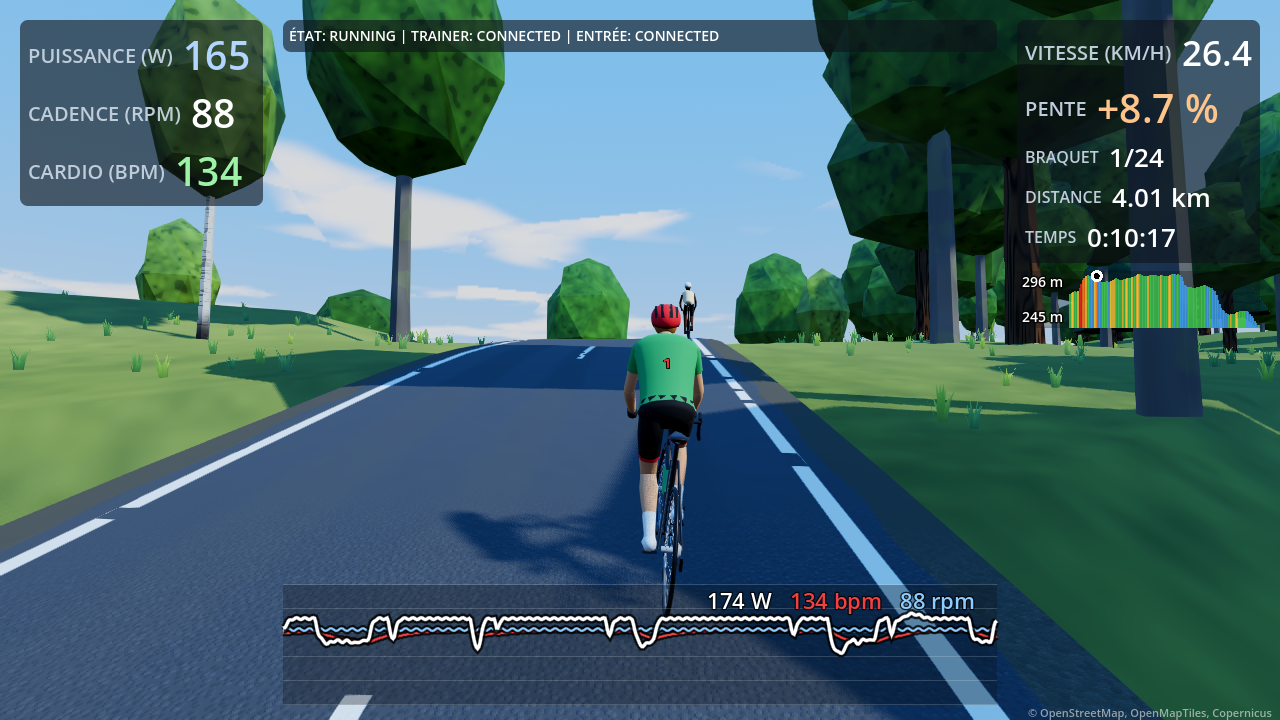 PUISSANCE (W) 165
CADENCE (RPM) 88
CARDIO (BPM) 134
ÉTAT: RUNNING | TRAINER: CONNECTED | ENTRÉE: CONNECTED
VITESSE (KM/H) 26.4
PENTE +8.7 %
BRAQUET 1/24
DISTANCE 4.01 km
TEMPS 0:10:17
296 m
245 m
1
174 W 134 bpm 88 rpm
© OpenStreetMap, OpenMapTiles, Copernicus